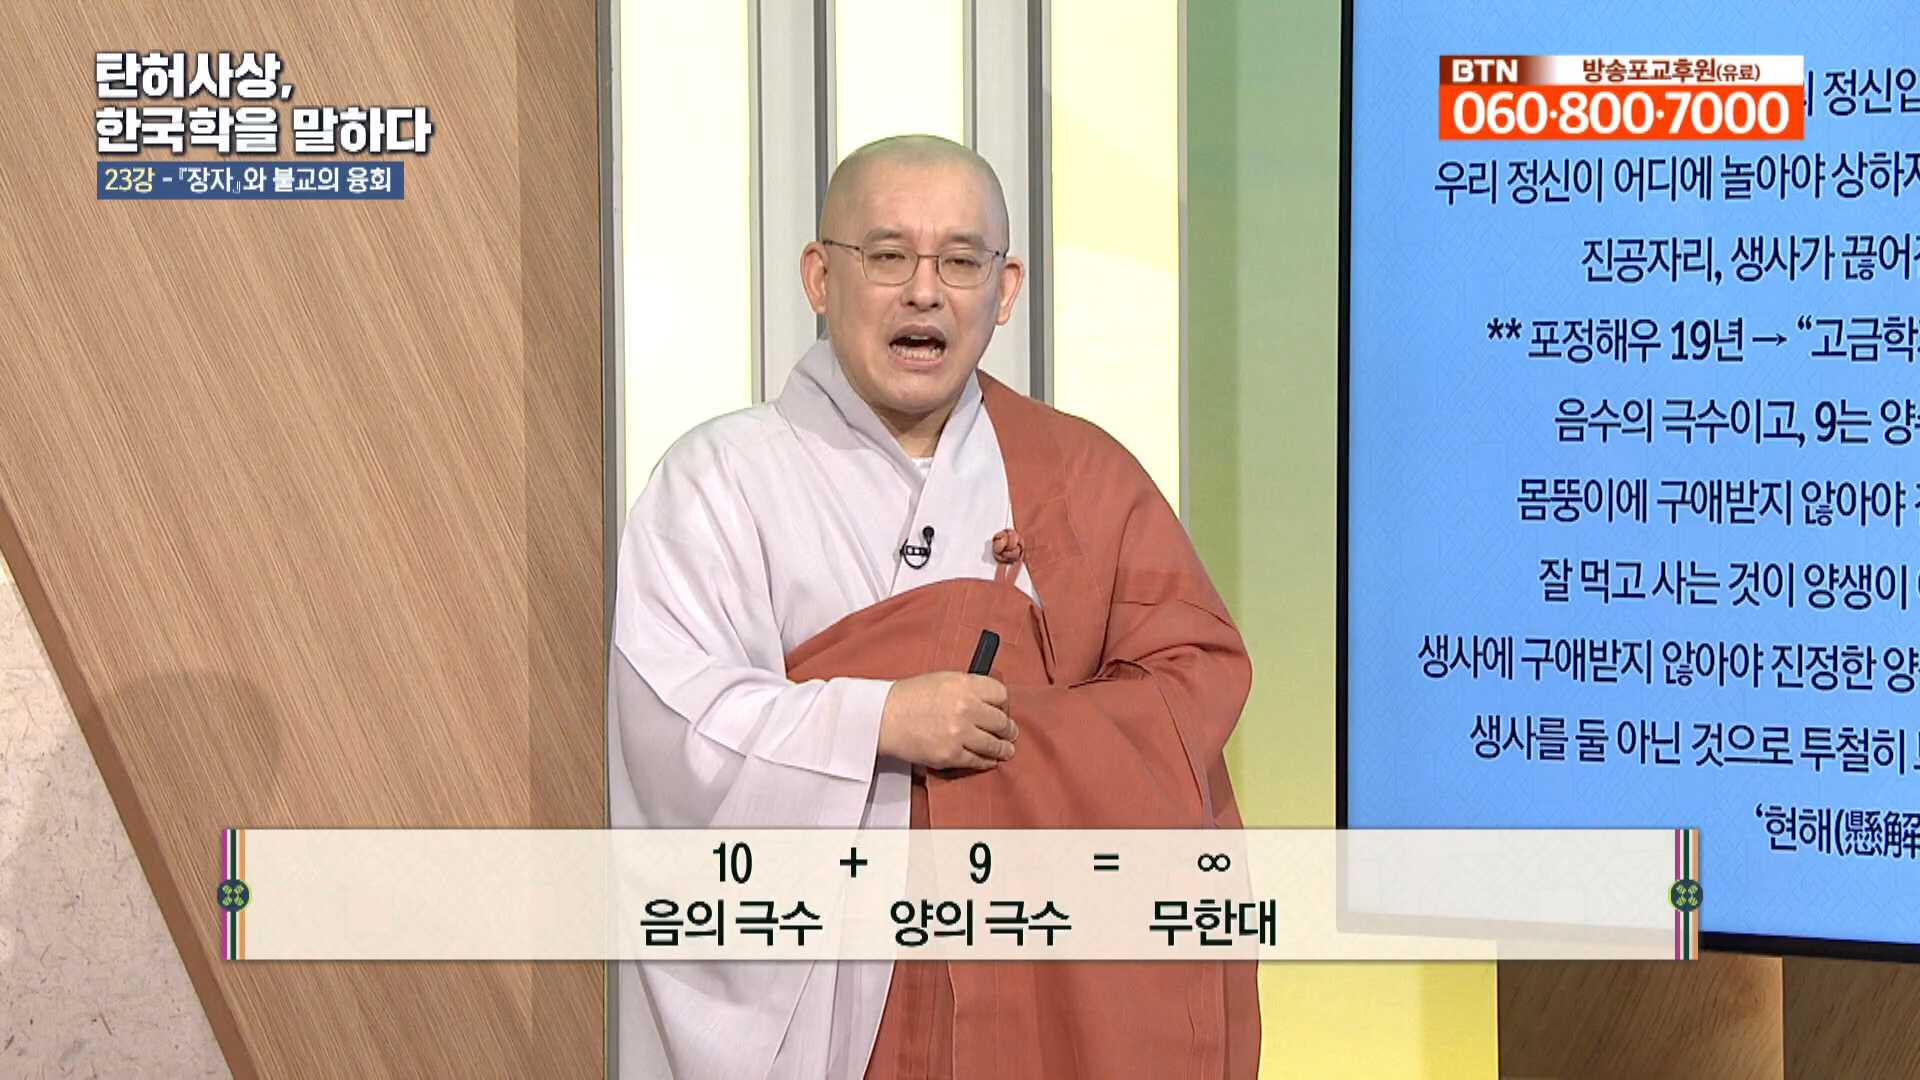 탄허사상,
한국학을 말하다
23강 - 『장자』와 불교의 융회
BTN 방송포교후원(유료)
060·800·7000
정신입
우리 정신이 어디에 놀아야 상하지
진공자리, 생사가 끊어
** 포정해우 19년 → “고금학
음수의 극수이고, 9는 양
몸뚱이에 구애받지 않아야
잘 먹고 사는 것이 양생이
생사에 구애받지 않아야 진정한 양
생사를 둘 아닌 것으로 투철히
‘현해(懸解
10 + 9 = ∞
음의 극수 양의 극수 무한대